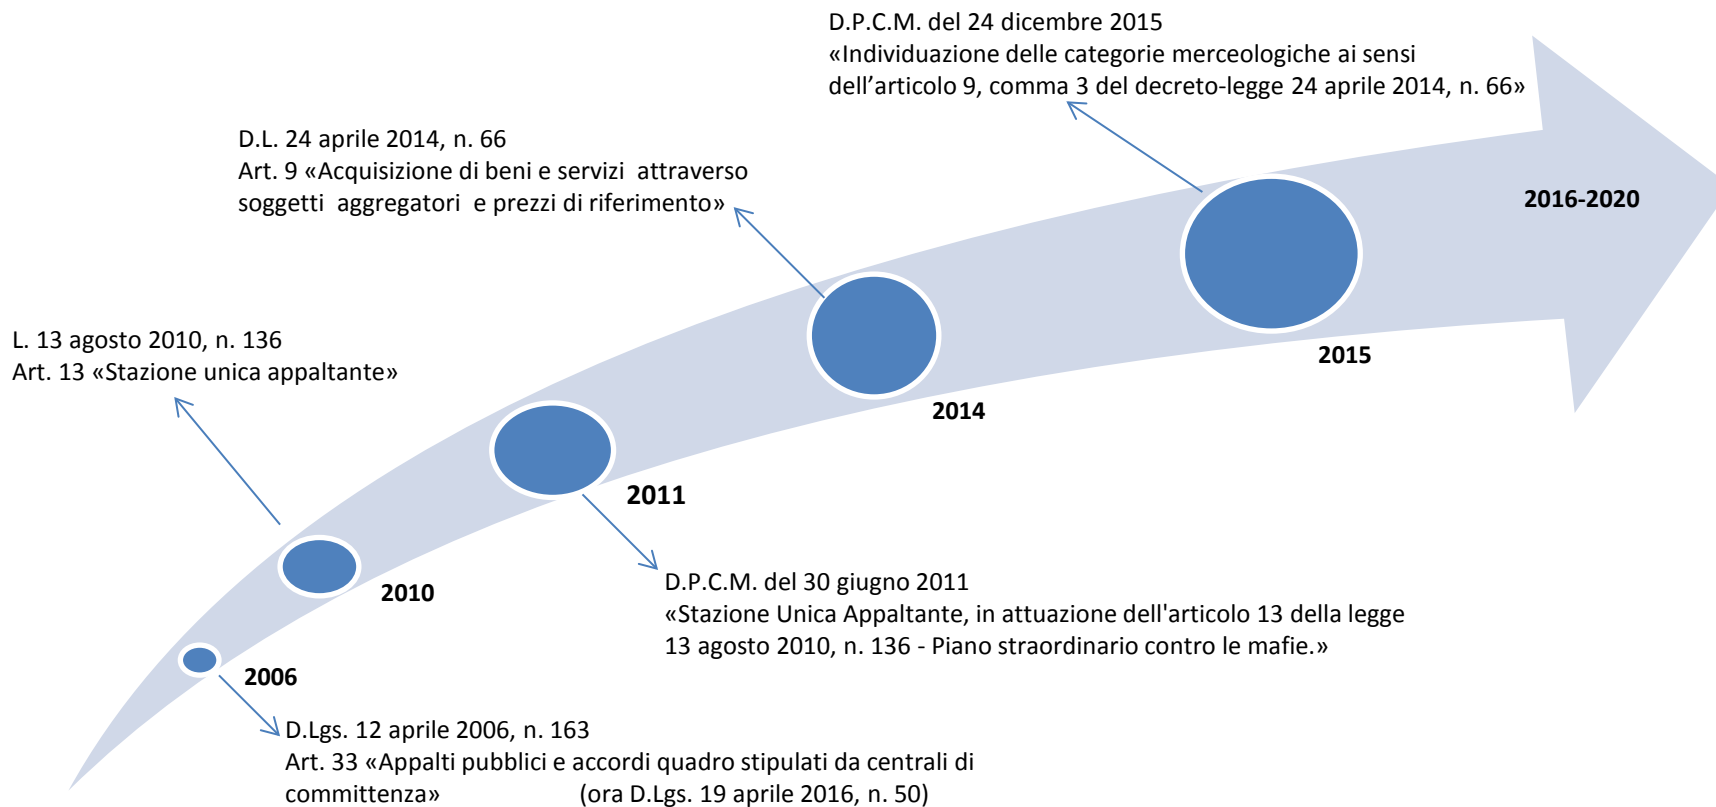 D.P.C.M. del 24 dicembre 2015
«Individuazione delle categorie merceologiche ai sensi
dell’articolo 9, comma 3 del decreto-legge 24 aprile 2014, n. 66»
D.L. 24 aprile 2014, n. 66
Art. 9 «Acquisizione di beni e servizi attraverso
soggetti aggregatori e prezzi di riferimento»
2016-2020
L. 13 agosto 2010, n. 136
Art. 13 «Stazione unica appaltante»
2015
2014
2011
2010
D.P.C.M. del 30 giugno 2011
«Stazione Unica Appaltante, in attuazione dell'articolo 13 della legge
13 agosto 2010, n. 136 - Piano straordinario contro le mafie.»
2006
D.Lgs. 12 aprile 2006, n. 163
Art. 33 «Appalti pubblici e accordi quadro stipulati da centrali di
committenza» (ora D.Lgs. 19 aprile 2016, n. 50)